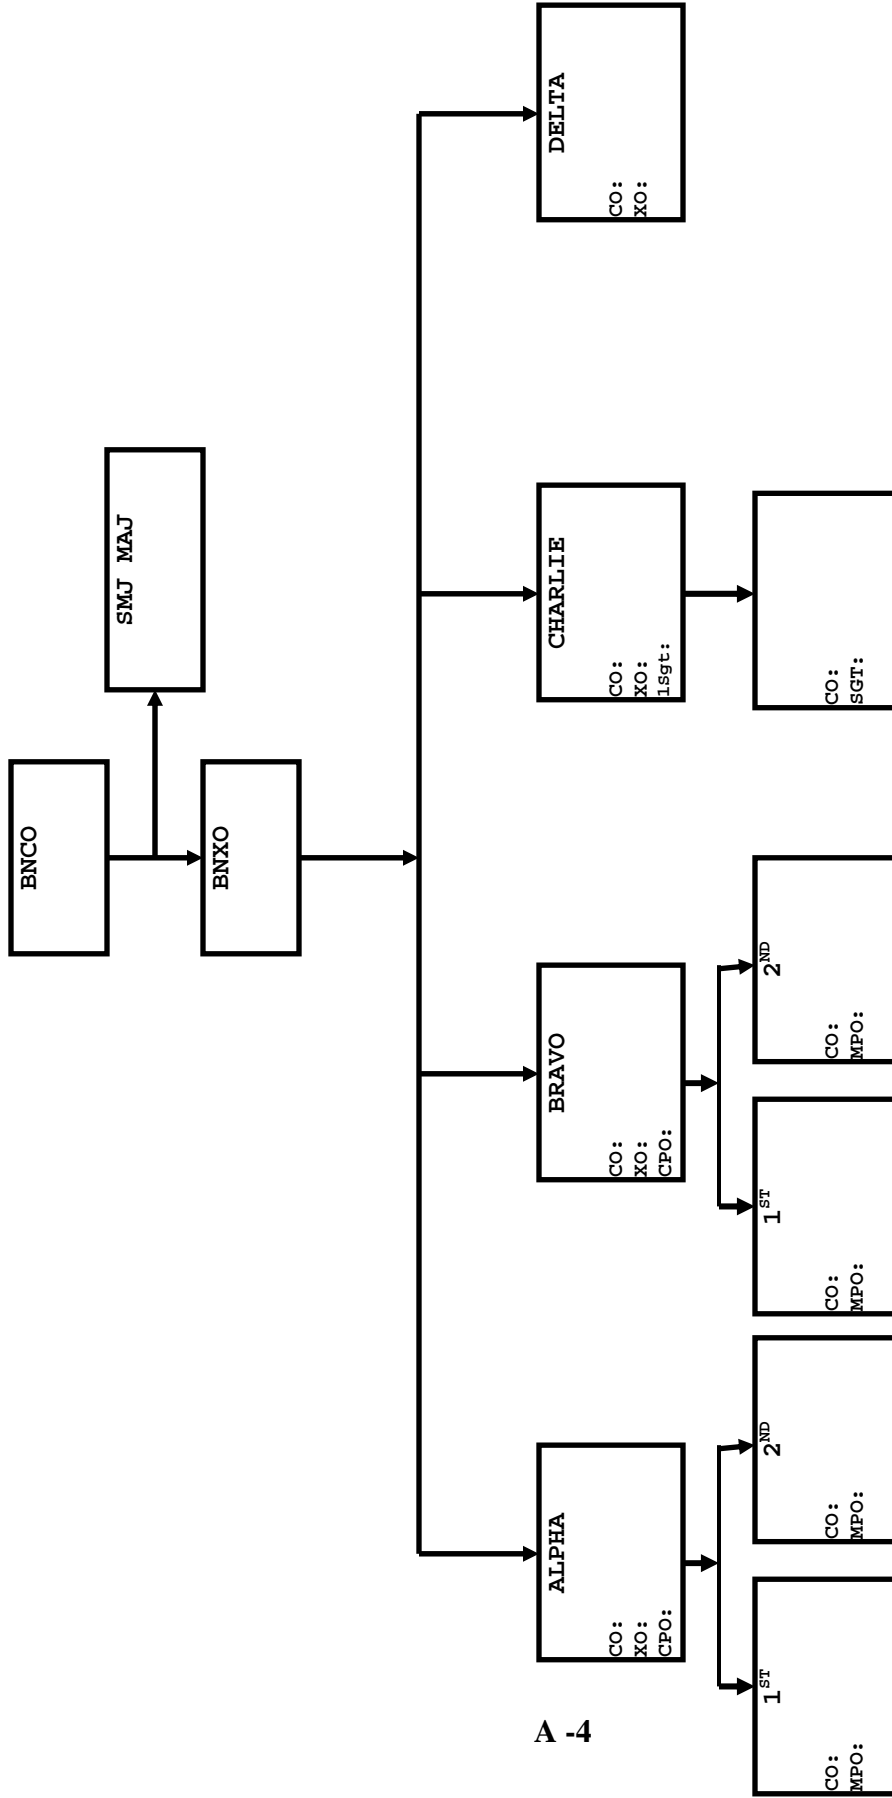 BNCO
SMJ MAJ
BNXO
ALPHA
CO:
XO:
CPO:
BRAVO
CO:
XO:
CPO:
CHARLIE
CO:
XO:
1Sgt:
DELTA
CO:
XO:
1ST
CO:
MPO:
2ND
CO:
MPO:
1ST
CO:
MPO:
2ND
CO:
MPO:
CO:
SGT:
A -4